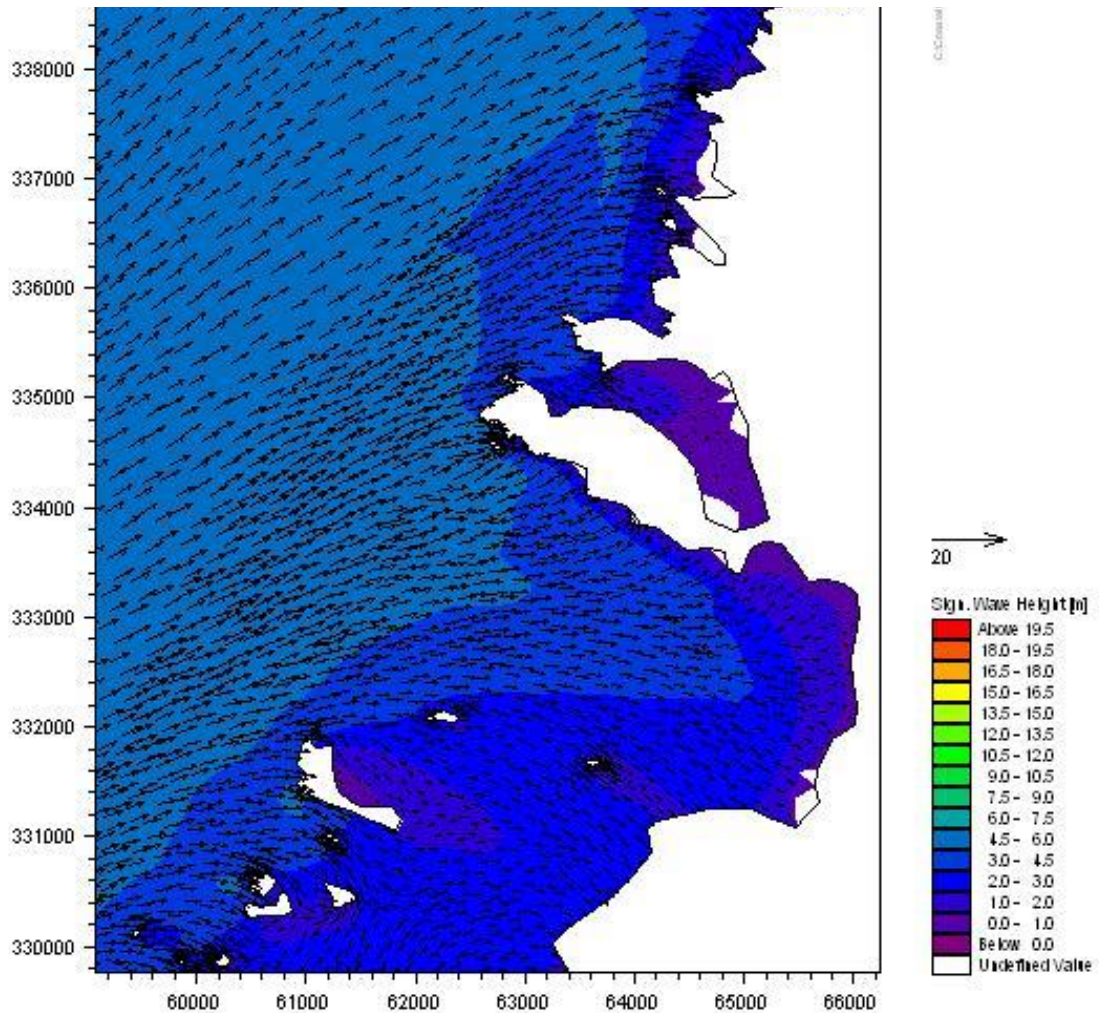 338000
337000
336000
335000
334000
333000
332000
331000
330000
60000 61000 62000 63000 64000 65000 66000
20
Sign. Wave Height [m]
Above 19.5
18.0 - 19.5
16.5 - 18.0
15.0 - 16.5
13.5 - 15.0
12.0 - 13.5
10.5 - 12.0
9.0 - 10.5
7.5 - 9.0
6.0 - 7.5
4.5 - 6.0
3.0 - 4.5
2.0 - 3.0
1.0 - 2.0
0.0 - 1.0
Below 0.0
Undefined Value